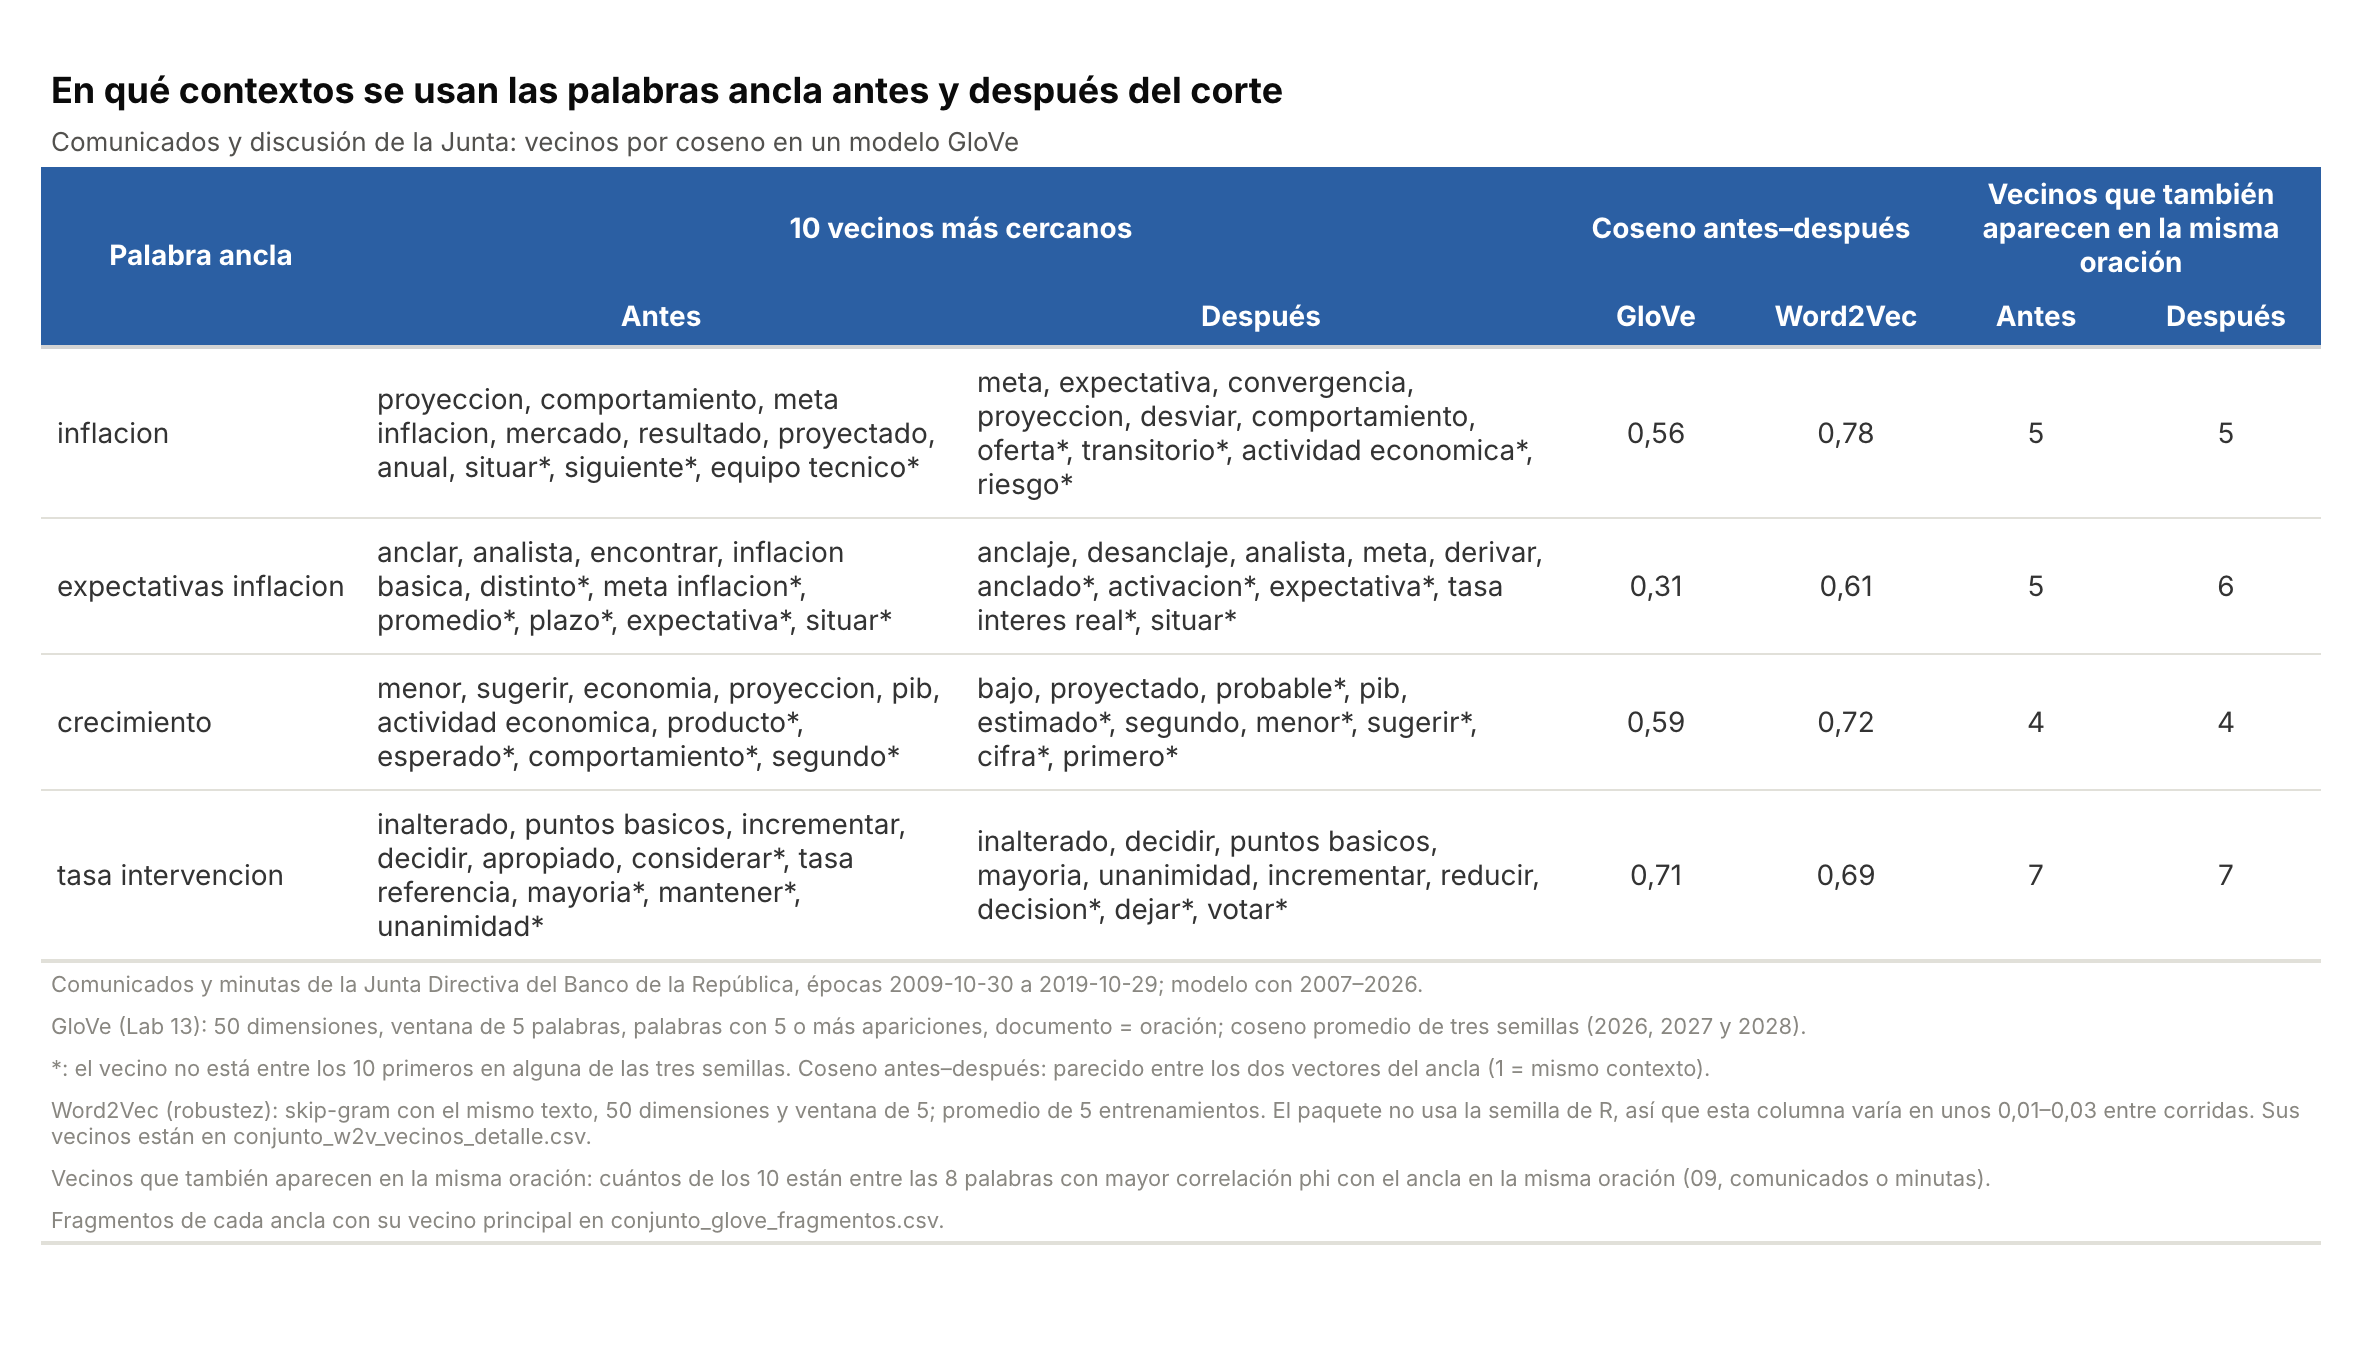 En qué contextos se usan las palabras ancla antes y después del corte
Comunicados y discusión de la Junta: vecinos por coseno en un modelo GloVe
Palabra ancla
10 vecinos más cercanos
Coseno antes–después
Vecinos que también
aparecen en la misma
oración
Antes
Después
GloVe
Word2Vec
Antes
Después
inflacion
proyeccion, comportamiento, meta
inflacion, mercado, resultado, proyectado,
anual, situar*, siguiente*, equipo tecnico*
meta, expectativa, convergencia,
proyeccion, desviar, comportamiento,
oferta*, transitorio*, actividad economica*,
riesgo*
0,56
0,78
5
5
expectativas inflacion
anclar, analista, encontrar, inflacion
basica, distinto*, meta inflacion*,
promedio*, plazo*, expectativa*, situar*
anclaje, desanclaje, analista, meta, derivar,
anclado*, activacion*, expectativa*, tasa
interes real*, situar*
0,31
0,61
5
6
crecimiento
menor, sugerir, economia, proyeccion, pib,
actividad economica, producto*,
esperado*, comportamiento*, segundo*
bajo, proyectado, probable*, pib,
estimado*, segundo, menor*, sugerir*,
cifra*, primero*
0,59
0,72
4
4
tasa intervencion
inalterado, puntos basicos, incrementar,
decidir, apropiado, considerar*, tasa
referencia, mayoria*, mantener*,
unanimidad*
inalterado, decidir, puntos basicos,
mayoria, unanimidad, incrementar, reducir,
decision*, dejar*, votar*
0,71
0,69
7
7
Comunicados y minutas de la Junta Directiva del Banco de la República, épocas 2009-10-30 a 2019-10-29; modelo con 2007–2026.
GloVe (Lab 13): 50 dimensiones, ventana de 5 palabras, palabras con 5 o más apariciones, documento = oración; coseno promedio de tres semillas (2026, 2027 y 2028).
*: el vecino no está entre los 10 primeros en alguna de las tres semillas. Coseno antes–después: parecido entre los dos vectores del ancla (1 = mismo contexto).
Word2Vec (robustez): skip-gram con el mismo texto, 50 dimensiones y ventana de 5; promedio de 5 entrenamientos. El paquete no usa la semilla de R, así que esta columna varía en unos 0,01–0,03 entre corridas. Sus
vecinos están en conjunto_w2v_vecinos_detalle.csv.
Vecinos que también aparecen en la misma oración: cuántos de los 10 están entre las 8 palabras con mayor correlación phi con el ancla en la misma oración (09, comunicados o minutas).
Fragmentos de cada ancla con su vecino principal en conjunto_glove_fragmentos.csv.